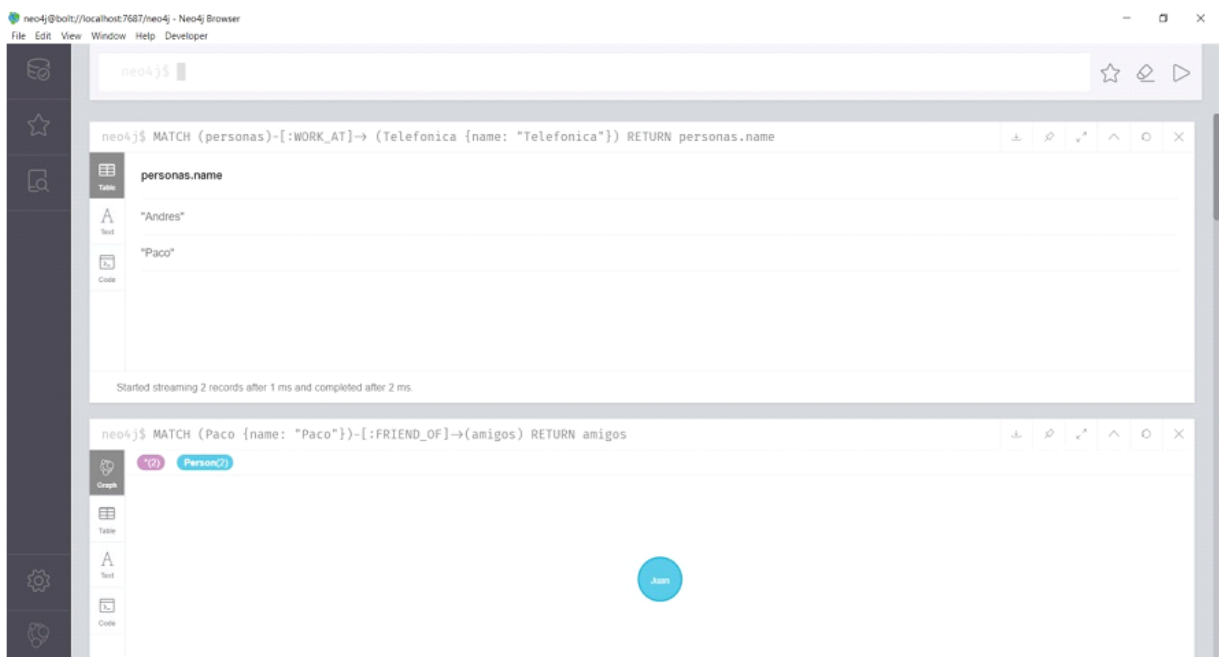 neo4j@bolt://localhost:7687/neo4j - Neo4j Browser
File Edit View Window Help Developer
neo4j$
neo4j$ MATCH (personas)-[:WORK_AT]→ (Telefonica {name: "Telefonica"}) RETURN personas.name
Table
personas.name
Text
"Andres"
Code
"Paco"
Started streaming 2 records after 1 ms and completed after 2 ms.
neo4j$ MATCH (Paco {name: "Paco"})-[:FRIEND_OF]→(amigos) RETURN amigos
Graph
*(2) Person(2)
Table
Text
Juan
Code